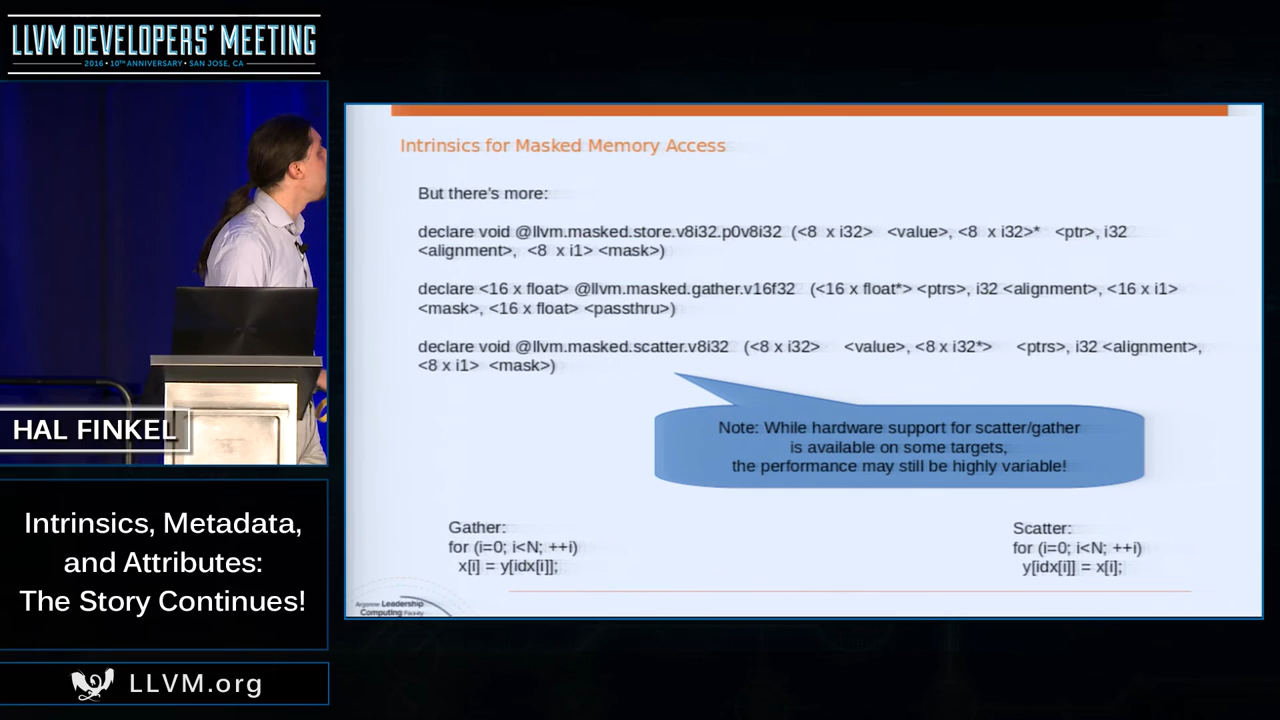 LLVM DEVELOPERS' MEETING
2016 • 10TH ANNIVERSARY • SAN JOSE, CA
HAL FINKEL
Intrinsics, Metadata,
and Attributes:
The Story Continues!
LLVM.org
Intrinsics for Masked Memory Access
But there's more:
declare void @llvm.masked.store.v8i32.p0v8i32 (<8 x i32> <value>, <8 x i32>* <ptr>, i32
<alignment>, <8 x i1> <mask>)
declare <16 x float> @llvm.masked.gather.v16f32 (<16 x float*> <ptrs>, i32 <alignment>, <16 x i1>
<mask>, <16 x float> <passthru>)
declare void @llvm.masked.scatter.v8i32 (<8 x i32> <value>, <8 x i32*> <ptrs>, i32 <alignment>,
<8 x i1> <mask>)
Note: While hardware support for scatter/gather
is available on some targets,
the performance may still be highly variable!
Gather:
for (i=0; i<N; ++i)
x[i] = y[idx[i]];
Scatter:
for (i=0; i<N; ++i)
y[idx[i]] = x[i];
Argonne Leadership
Computing Facility